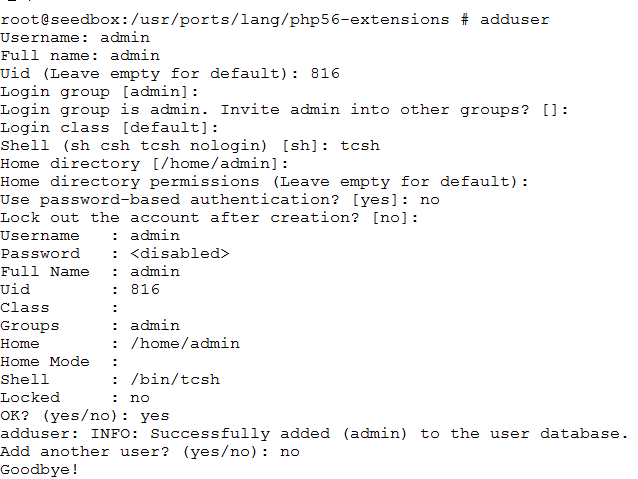 root@seedbox:/usr/ports/lang/php56-extensions # adduser
Username: admin
Full name: admin
Uid (Leave empty for default): 816
Login group [admin]:
Login group is admin. Invite admin into other groups? []:
Login class [default]:
Shell (sh csh tcsh nologin) [sh]: tcsh
Home directory [/home/admin]:
Home directory permissions (Leave empty for default):
Use password-based authentication? [yes]: no
Lock out the account after creation? [no]:
Username   : admin
Password   : <disabled>
Full Name  : admin
Uid        : 816
Class      :
Groups     : admin
Home       : /home/admin
Home Mode  :
Shell      : /bin/tcsh
Locked     : no
OK? (yes/no): yes
adduser: INFO: Successfully added (admin) to the user database.
Add another user? (yes/no): no
Goodbye!